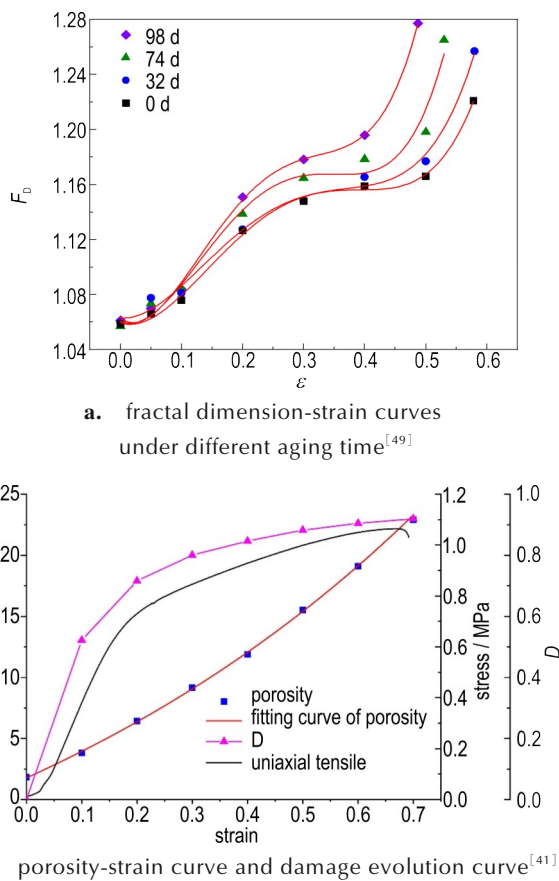 1.28
1.24
1.20
1.16
1.12
1.08
1.04
F_D
98 d
74 d
32 d
0 d
0.0 0.1 0.2 0.3 0.4 0.5 0.6
ε
a. fractal dimension-strain curves
under different aging time[49]
25
20
15
10
5
0
1.2
1.0
0.8
0.6
0.4
0.2
0.0
stress / MPa
1.0
0.8
0.6
0.4
0.2
0.0
D
porosity
fitting curve of porosity
D
uniaxial tensile
0.0 0.1 0.2 0.3 0.4 0.5 0.6 0.7
strain
porosity-strain curve and damage evolution curve[41]